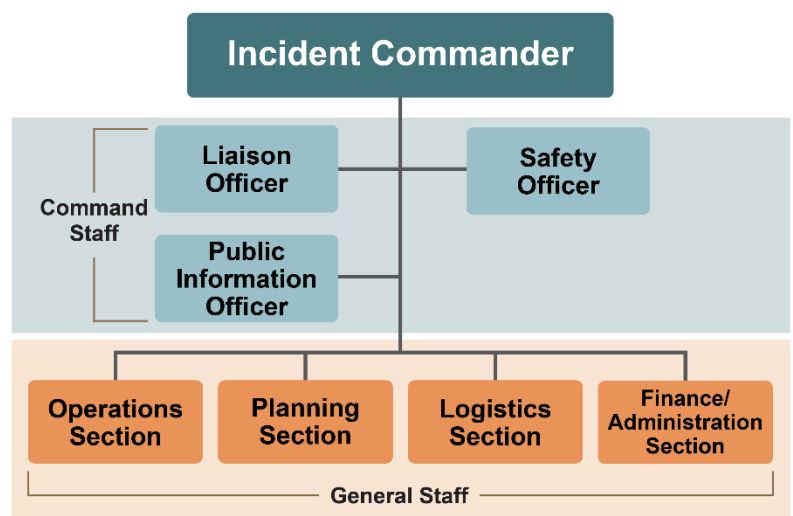 Incident Commander
Liaison
Officer
Safety
Officer
Command
Staff
Public
Information
Officer
Operations
Section
Planning
Section
Logistics
Section
Finance/
Administration
Section
General Staff